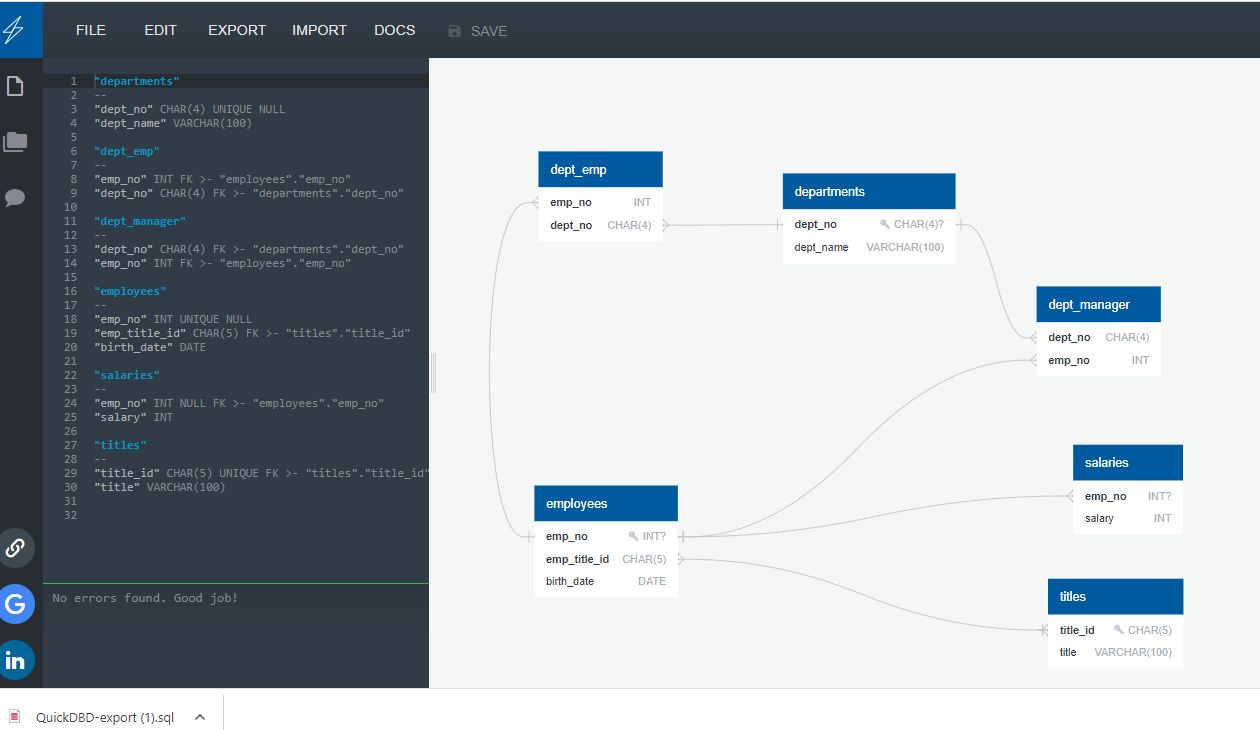 FILE EDIT EXPORT IMPORT DOCS SAVE
1 "departments"
2 --
3 "dept_no" CHAR(4) UNIQUE NULL
4 "dept_name" VARCHAR(100)
5
6 "dept_emp"
7 --
8 "emp_no" INT FK >- "employees"."emp_no"
9 "dept_no" CHAR(4) FK >- "departments"."dept_no"
10
11 "dept_manager"
12 --
13 "dept_no" CHAR(4) FK >- "departments"."dept_no"
14 "emp_no" INT FK >- "employees"."emp_no"
15
16 "employees"
17 --
18 "emp_no" INT UNIQUE NULL
19 "emp_title_id" CHAR(5) FK >- "titles"."title_id"
20 "birth_date" DATE
21
22 "salaries"
23 --
24 "emp_no" INT NULL FK >- "employees"."emp_no"
25 "salary" INT
26
27 "titles"
28 --
29 "title_id" CHAR(5) UNIQUE FK >- "titles"."title_id"
30 "title" VARCHAR(100)
31
32
No errors found. Good job!
dept_emp
emp_no INT
dept_no CHAR(4)
departments
dept_no CHAR(4)?
dept_name VARCHAR(100)
dept_manager
dept_no CHAR(4)
emp_no INT
salaries
emp_no INT?
salary INT
employees
emp_no INT?
emp_title_id CHAR(5)
birth_date DATE
titles
title_id CHAR(5)
title VARCHAR(100)
G
in
QuickDBD-export (1).sql